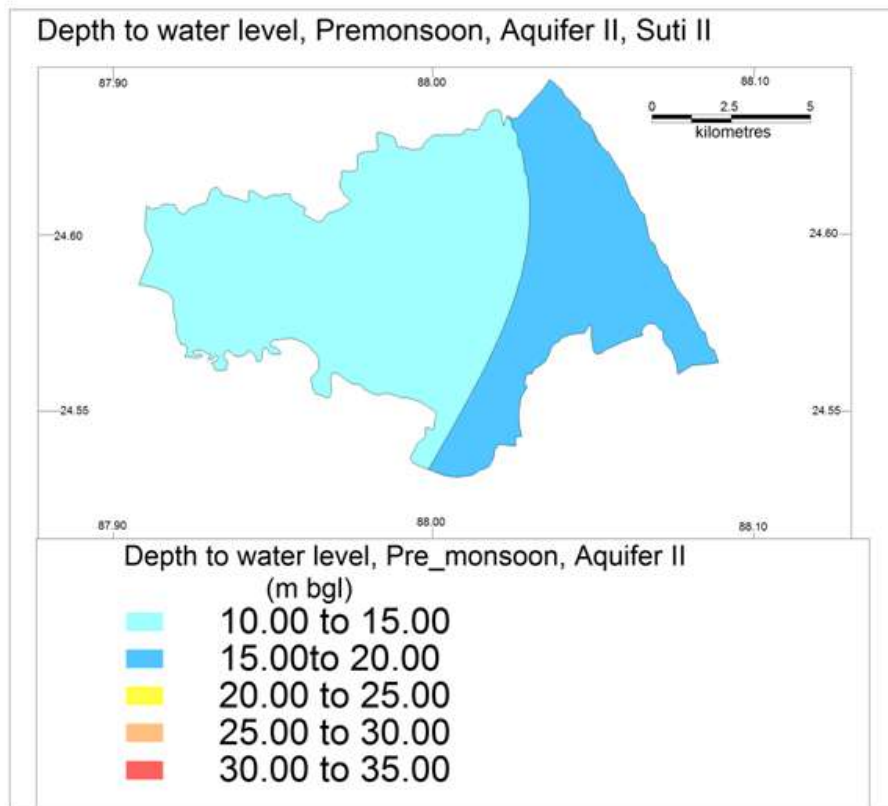 Depth to water level, Premonsoon, Aquifer II, Suti II
87.90 88.00 88.10
0 2.5 5
kilometres
24.60 24.60
24.55 24.55
87.90 88.00 88.10
Depth to water level, Pre_monsoon, Aquifer II
(m bgl)
10.00 to 15.00
15.00to 20.00
20.00 to 25.00
25.00 to 30.00
30.00 to 35.00